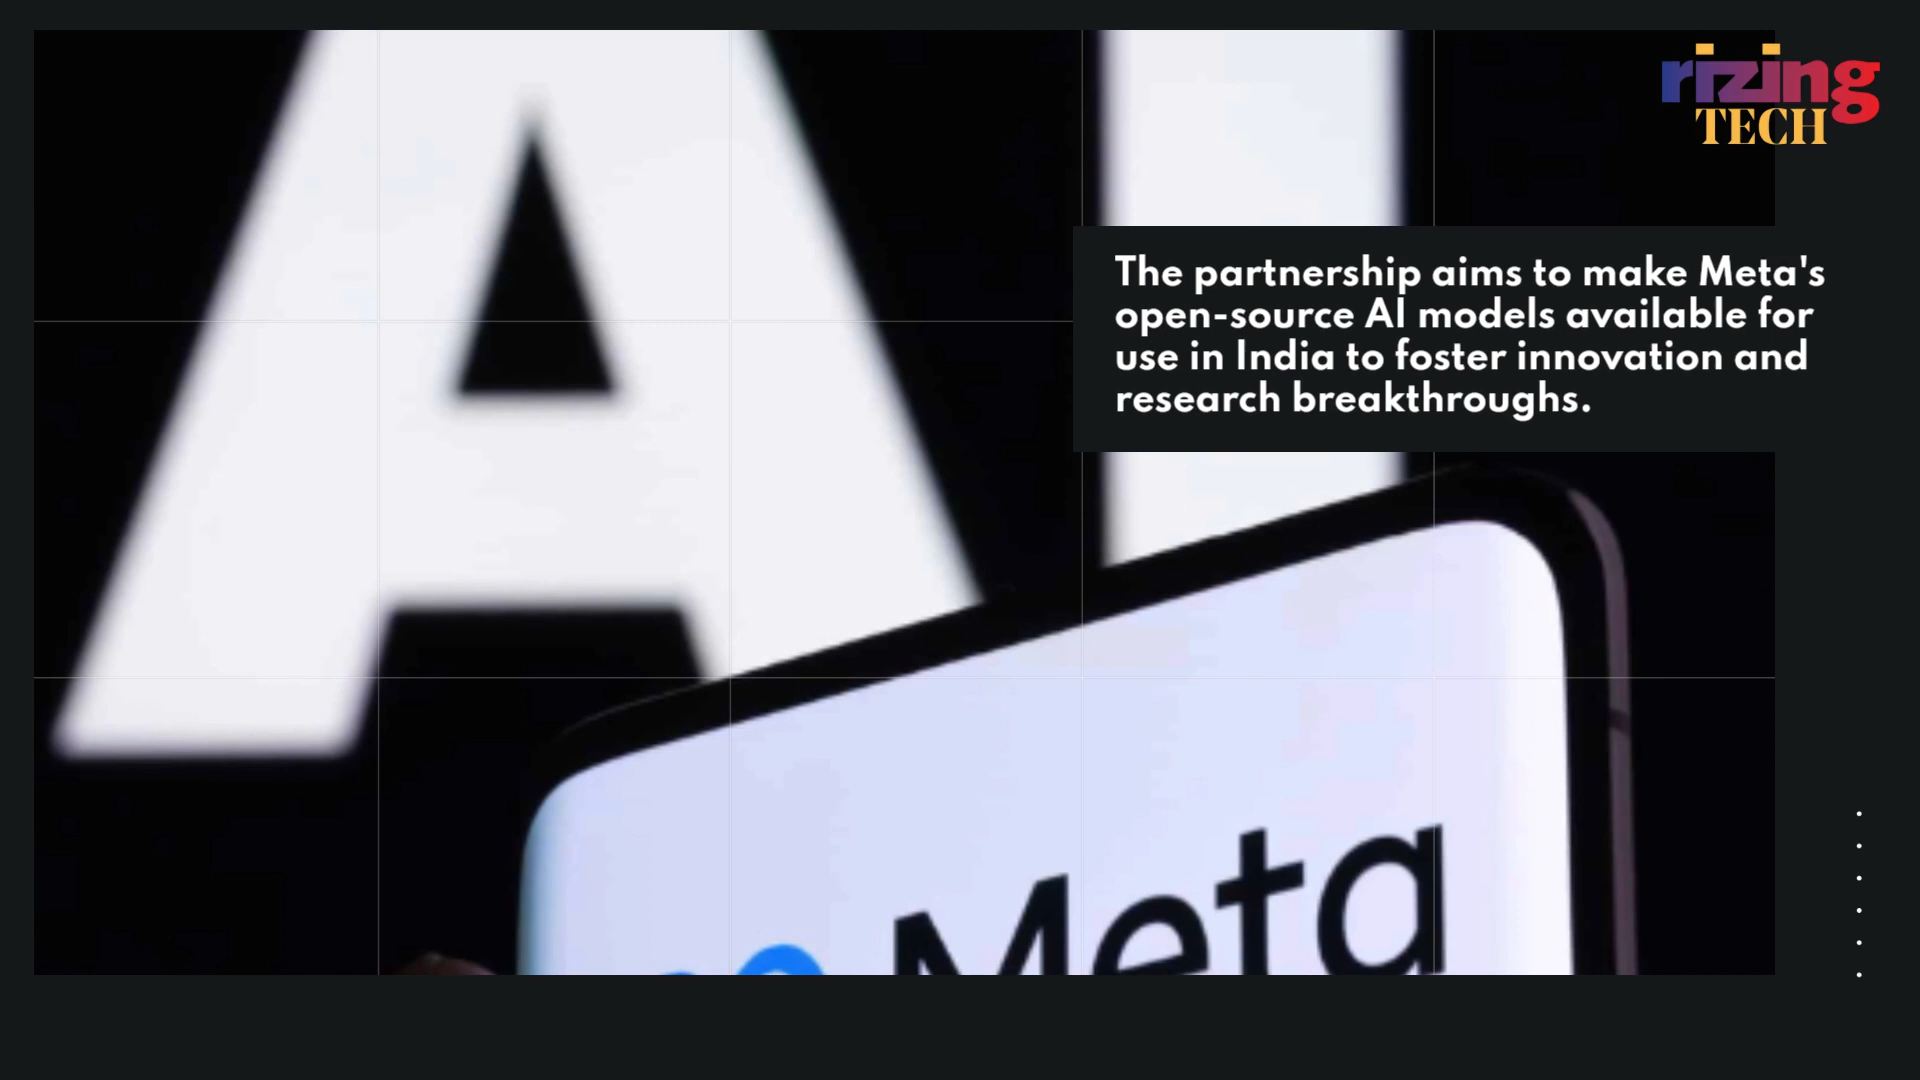 AI
rizing
TECH
The partnership aims to make Meta's
open-source AI models available for
use in India to foster innovation and
research breakthroughs.
Meta